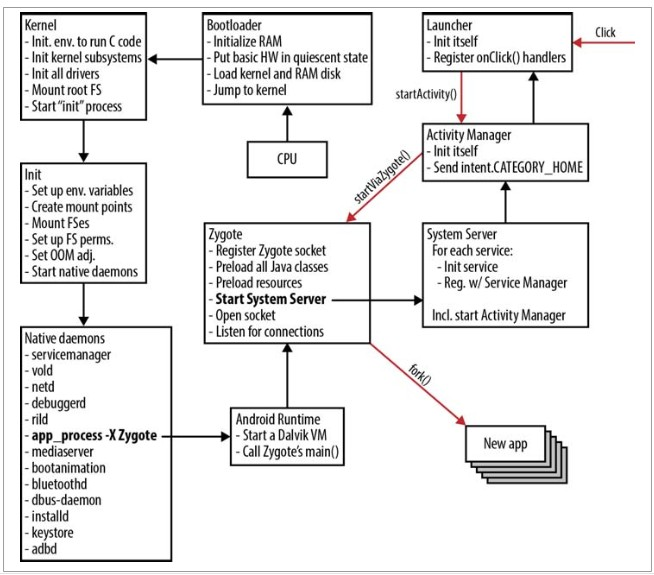 Kernel
- Init. env. to run C code
- Init kernel subsystems
- Init all drivers
- Mount root FS
- Start "init" process
Bootloader
- Initialize RAM
- Put basic HW in quiescent state
- Load kernel and RAM disk
- Jump to kernel
Launcher
- Init itself
- Register onClick() handlers
Click
startActivity()
CPU
Activity Manager
- Init itself
- Send intent.CATEGORY_HOME
startViaZygote()
Init
- Set up env. variables
- Create mount points
- Mount FSes
- Set up FS perms.
- Set OOM adj.
- Start native daemons
Zygote
- Register Zygote socket
- Preload all Java classes
- Preload resources
- Start System Server
- Open socket
- Listen for connections
System Server
For each service:
- Init service
- Reg. w/ Service Manager
Incl. start Activity Manager
Native daemons
- servicemanager
- vold
- netd
- debuggerd
- rild
- app_process -X Zygote
- mediaserver
- bootanimation
- bluetoothd
- dbus-daemon
- installd
- keystore
- adbd
Android Runtime
- Start a Dalvik VM
- Call Zygote's main()
fork()
New app